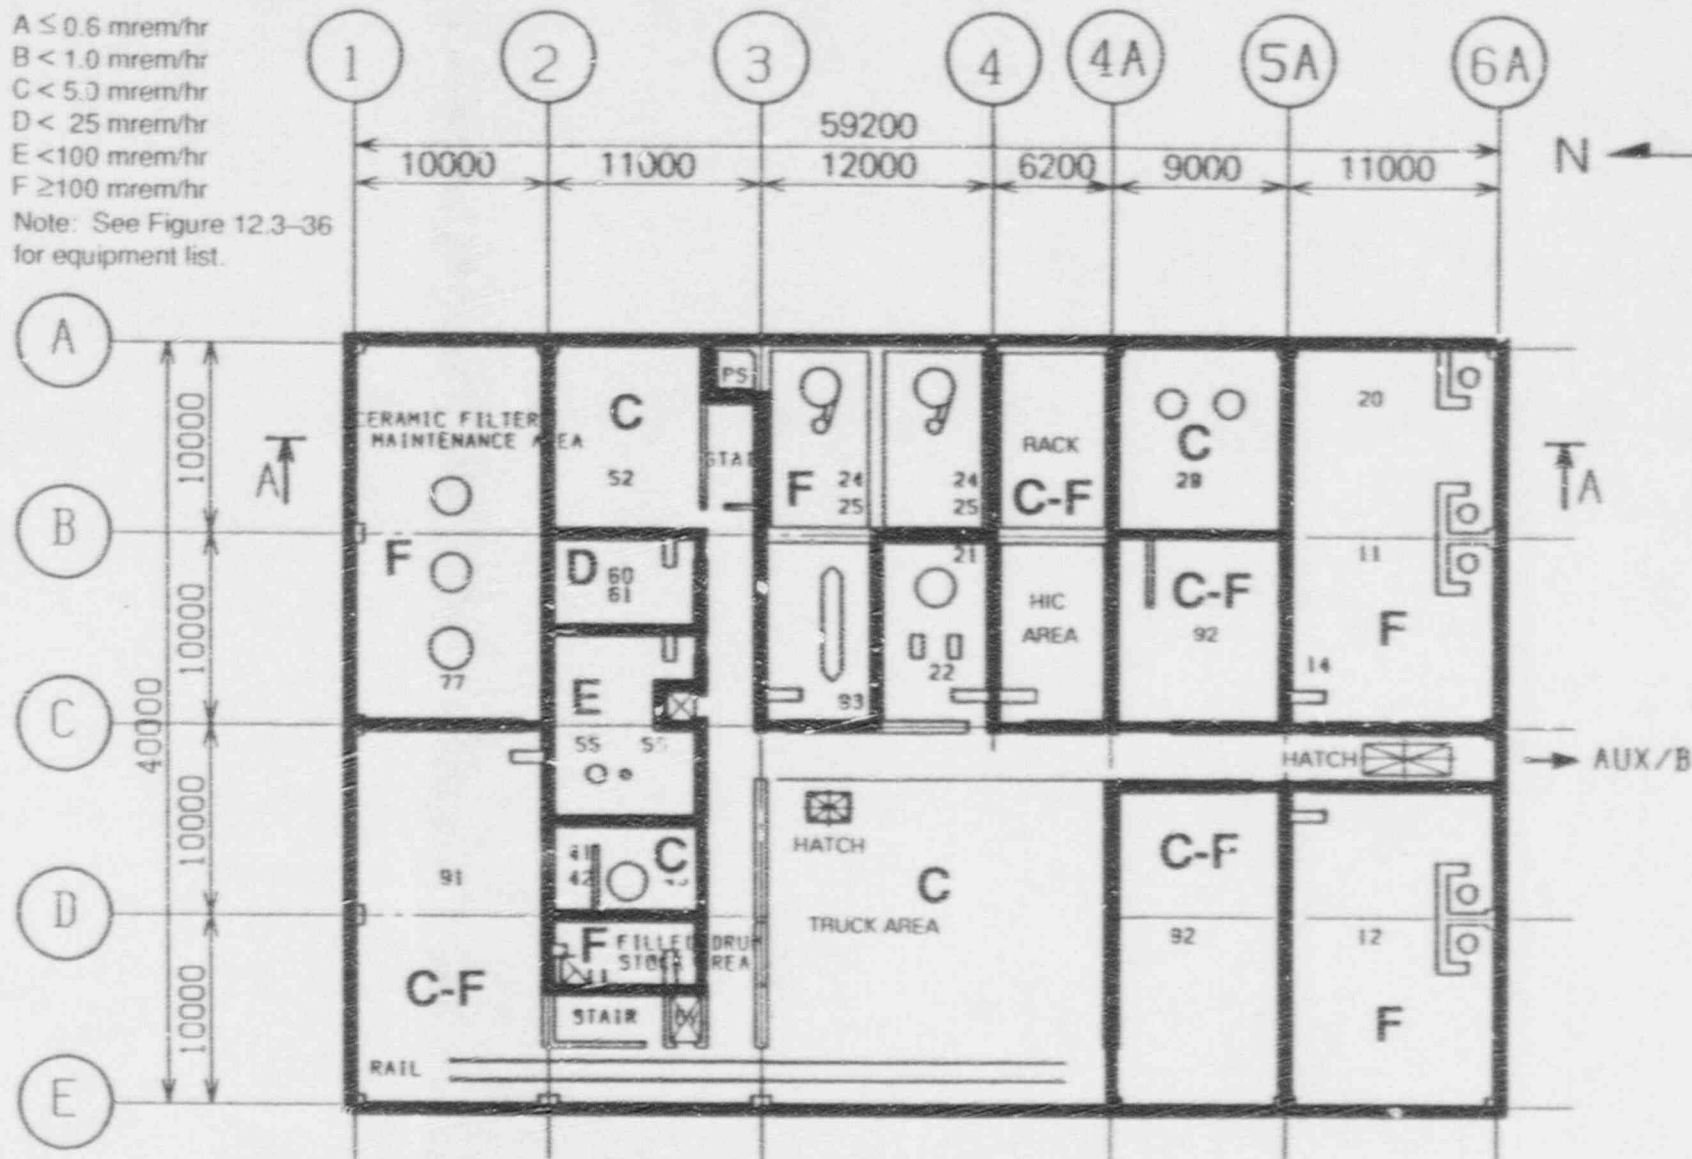 A ≤ 0.6 mrem/hr
B < 1.0 mrem/hr
C < 5.0 mrem/hr
D < 25 mrem/hr
E <100 mrem/hr
F ≥100 mrem/hr
Note: See Figure 12.3–36
for equipment list.
1 2 3 4 4A 5A 6A
59200
10000 11000 12000 6200 9000 11000
N
A
B
C
D
E
40000
10000
10000
10000
10000
A
A
CERAMIC FILTER
MAINTENANCE AREA
F
77
C
52
PS
F
24
25
24
25
RACK
C-F
C
20
11
F
14
D
60
61
E
55
21
22
93
HIC
AREA
C-F
92
HATCH
AUX/B
91
C-F
41
42
C
F
FILLED DRUM
STAIR
RAIL
HATCH
C
TRUCK AREA
C-F
92
12
F